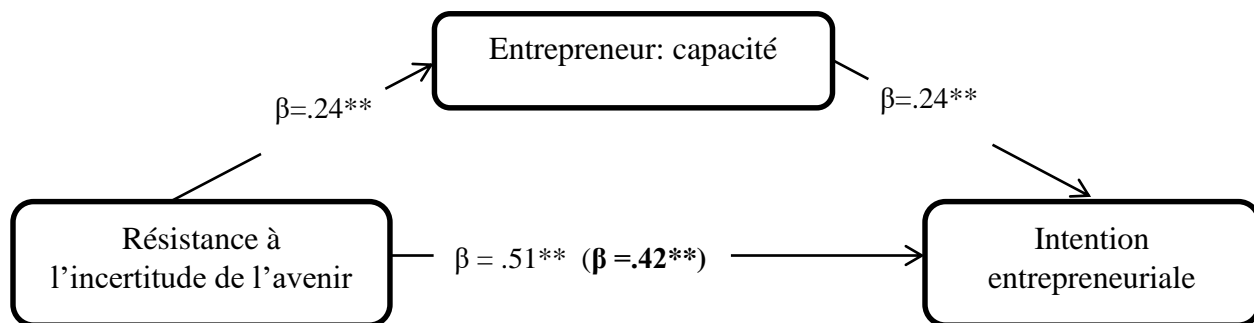 Entrepreneur: capacité
β=.24**
β=.24**
Résistance à
l’incertitude de l’avenir
β = .51** (β =.42**)
Intention
entrepreneuriale